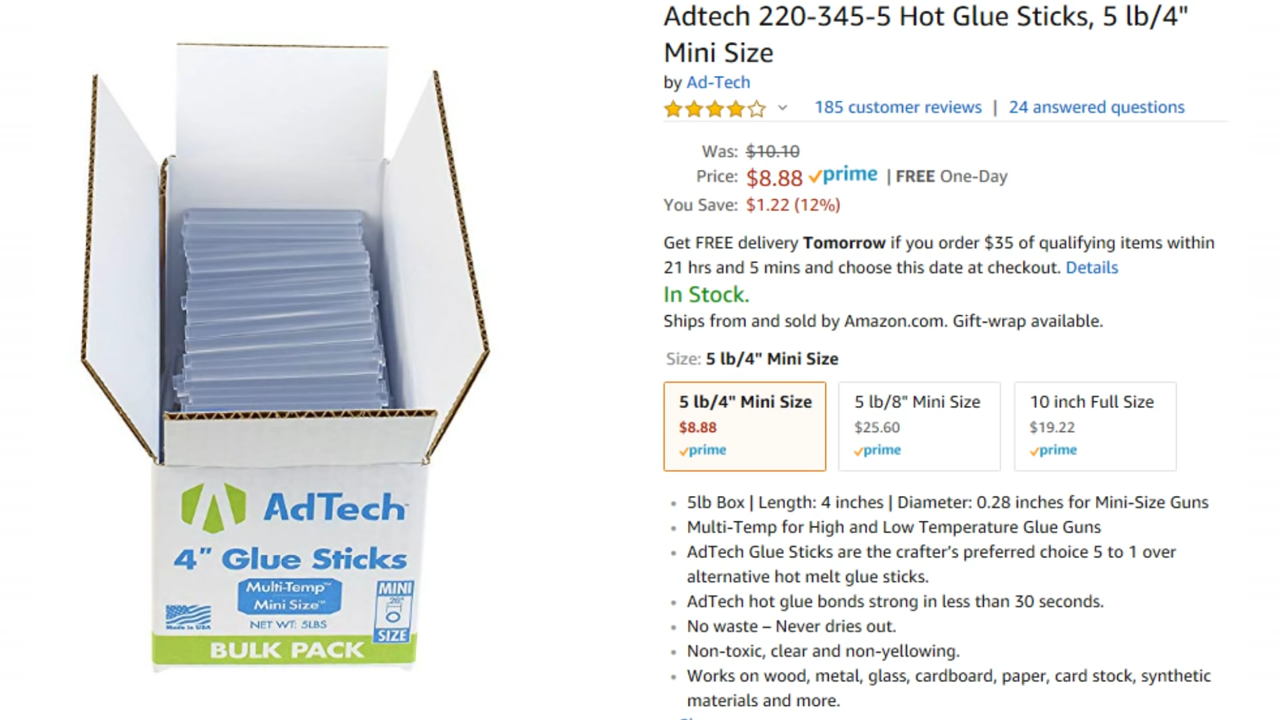 Adtech 220-345-5 Hot Glue Sticks, 5 lb/4"
Mini Size
by Ad-Tech
185 customer reviews | 24 answered questions
Was: $10.10
Price: $8.88 prime | FREE One-Day
You Save: $1.22 (12%)
Get FREE delivery Tomorrow if you order $35 of qualifying items within
21 hrs and 5 mins and choose this date at checkout. Details
In Stock.
Ships from and sold by Amazon.com. Gift-wrap available.
Size: 5 lb/4" Mini Size
5 lb/4" Mini Size
$8.88
prime
5 lb/8" Mini Size
$25.60
prime
10 inch Full Size
$19.22
prime
• 5lb Box | Length: 4 inches | Diameter: 0.28 inches for Mini-Size Guns
• Multi-Temp for High and Low Temperature Glue Guns
• AdTech Glue Sticks are the crafter's preferred choice 5 to 1 over
alternative hot melt glue sticks.
• AdTech hot glue bonds strong in less than 30 seconds.
• No waste – Never dries out.
• Non-toxic, clear and non-yellowing.
• Works on wood, metal, glass, cardboard, paper, card stock, synthetic
materials and more.
AdTech™
4" Glue Sticks
Multi-Temp™
Mini Size™
NET WT: 5LBS
Made in USA
MINI
SIZE
BULK PACK